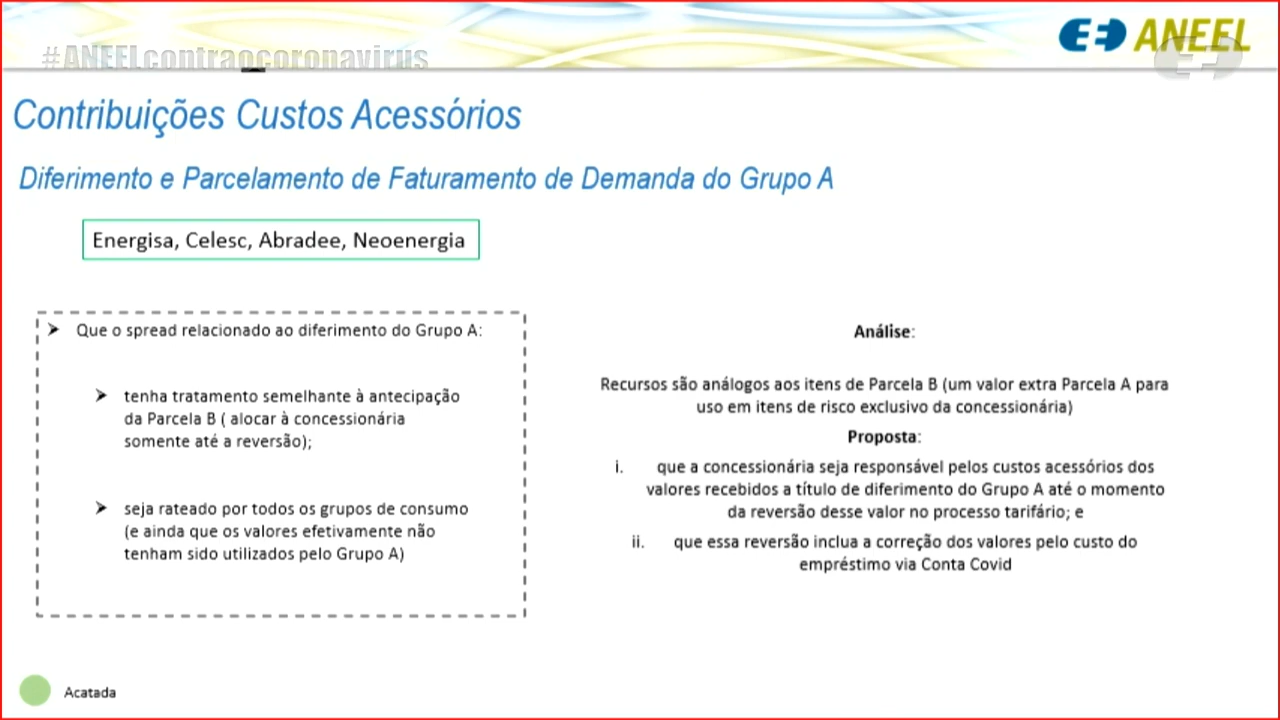 #ANEELcontraocoronavirus
ANEEL
Contribuições Custos Acessórios
Diferimento e Parcelamento de Faturamento de Demanda do Grupo A
Energisa, Celesc, Abradee, Neoenergia
Que o spread relacionado ao diferimento do Grupo A:
tenha tratamento semelhante à antecipação
da Parcela B ( alocar à concessionária
somente até a reversão);
seja rateado por todos os grupos de consumo
(e ainda que os valores efetivamente não
tenham sido utilizados pelo Grupo A)
Análise:
Recursos são análogos aos itens de Parcela B (um valor extra Parcela A para
uso em itens de risco exclusivo da concessionária)
Proposta:
i. que a concessionária seja responsável pelos custos acessórios dos
valores recebidos a título de diferimento do Grupo A até o momento
da reversão desse valor no processo tarifário; e
ii. que essa reversão inclua a correção dos valores pelo custo do
empréstimo via Conta Covid
Acatada